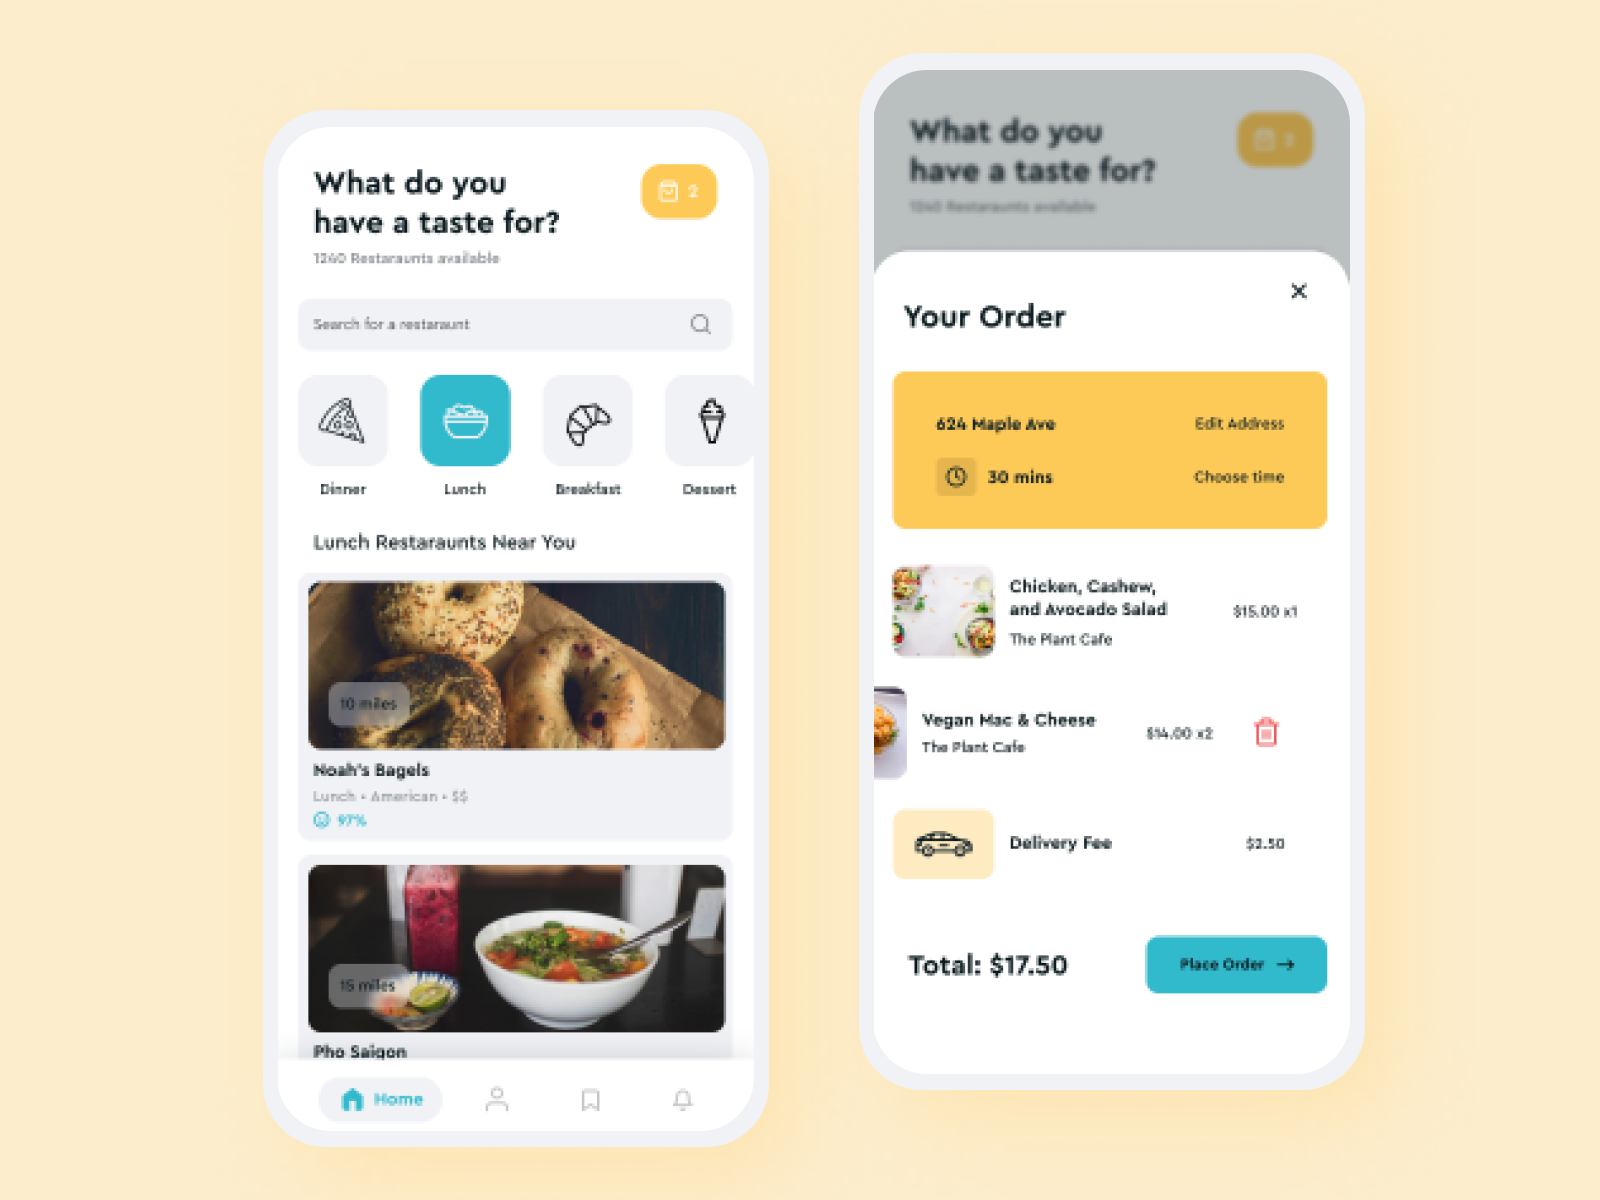 What do you
have a taste for?
2
1240 Restaraunts available
Search for a restaraunt
Dinner
Lunch
Breakfast
Dessert
Lunch Restaraunts Near You
10 miles
Noah's Bagels
Lunch • American • $$
97%
15 miles
Pho Saigon
Home
What do you
have a taste for?
1240 Restaraunts available
Your Order
624 Maple Ave
Edit Address
30 mins
Choose time
Chicken, Cashew,
and Avocado Salad
$15.00 x1
The Plant Cafe
Vegan Mac & Cheese
$14.00 x2
The Plant Cafe
Delivery Fee
$2.50
Total: $17.50
Place Order →